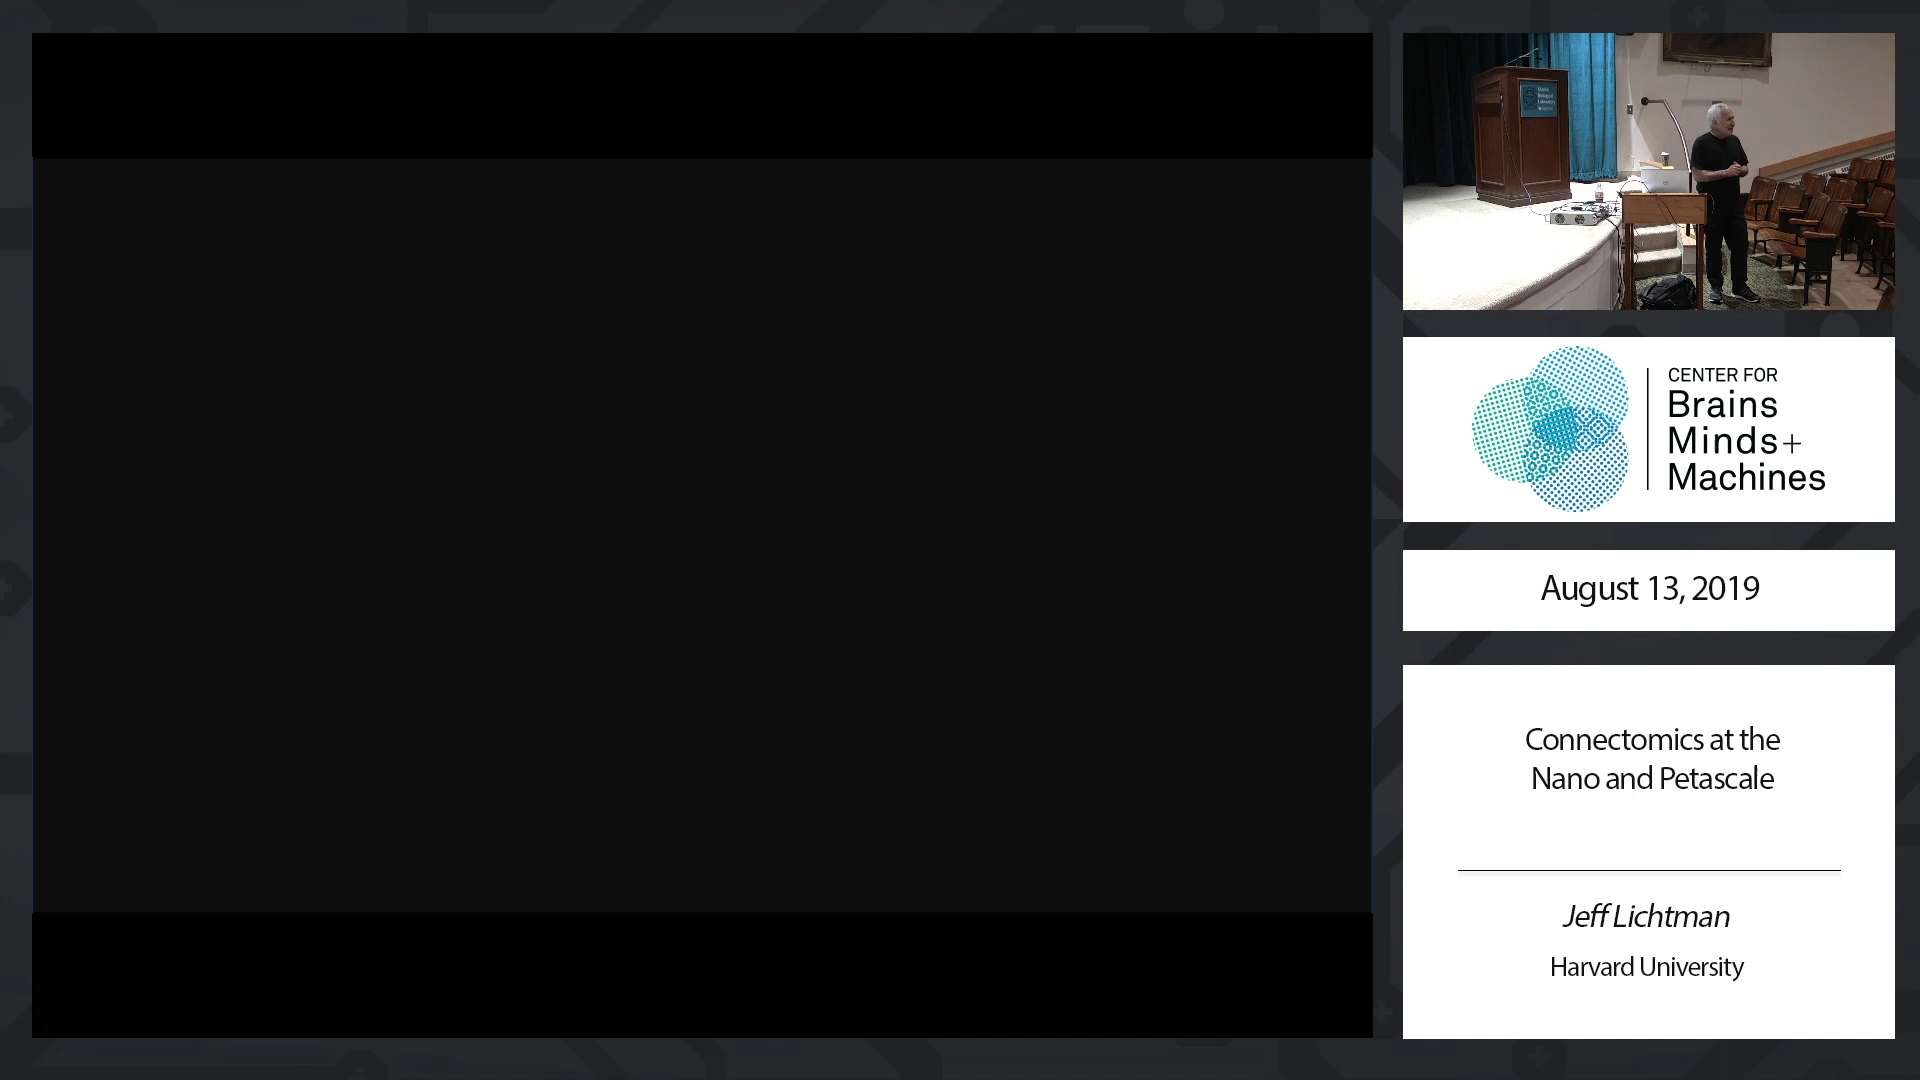 CENTER FOR
Brains
Minds+
Machines
August 13, 2019
Connectomics at the
Nano and Petascale
Jeff Lichtman
Harvard University